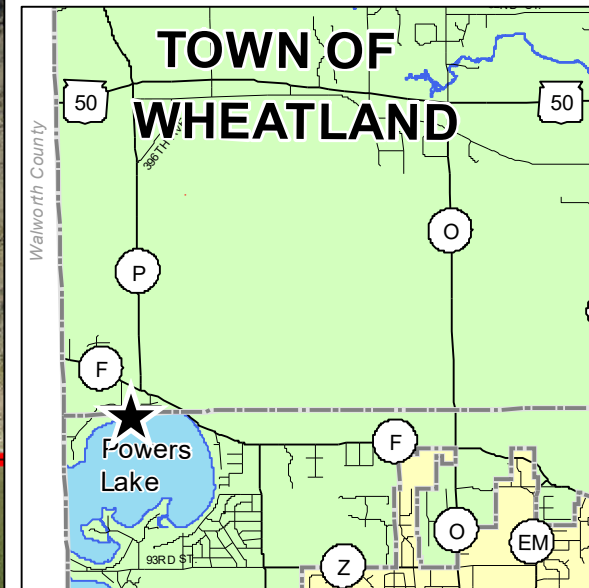 TOWN OF
WHEATLAND
50
50
396TH
Walworth County
O
P
F
Powers
Lake
F
O
EM
93RD ST.
Z